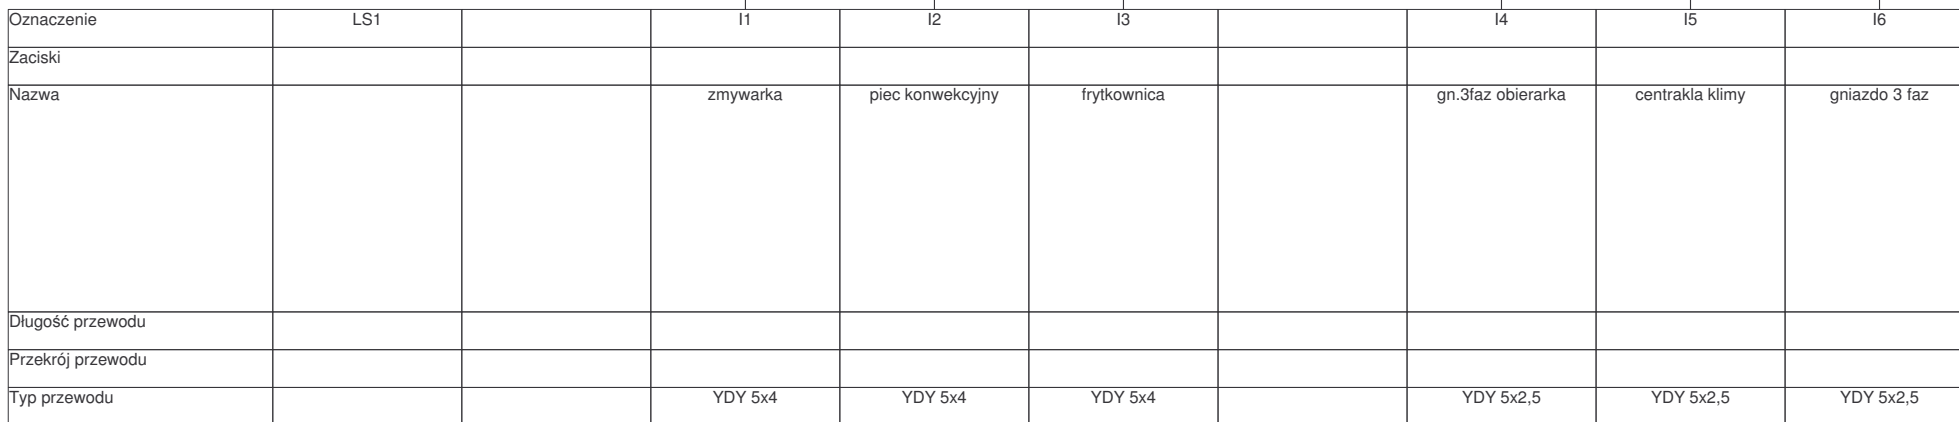 Oznaczenie LS1 I1 I2 I3 I4 I5 I6
Zaciski
Nazwa zmywarka piec konwekcyjny frytkownica gn.3faz obierarka centrakla klimy gniazdo 3 faz
Długość przewodu
Przekrój przewodu
Typ przewodu YDY 5x4 YDY 5x4 YDY 5x4 YDY 5x2,5 YDY 5x2,5 YDY 5x2,5